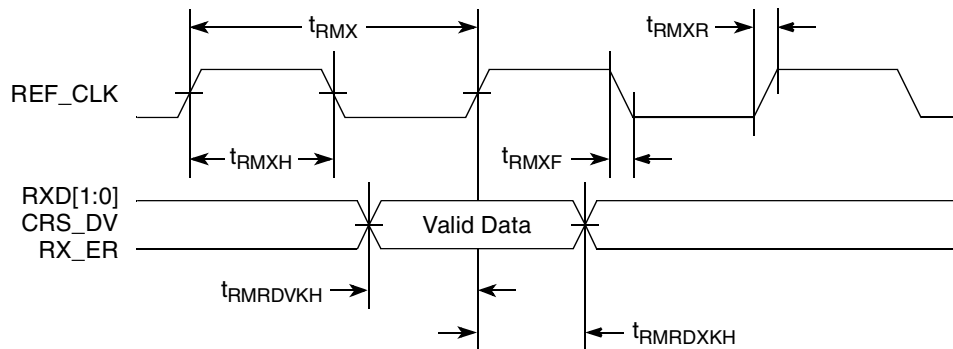 tRMX
tRMXR
REF_CLK
tRMXH
tRMXF
RXD[1:0]
CRS_DV
RX_ER
Valid Data
tRMRDVKH
tRMRDXKH